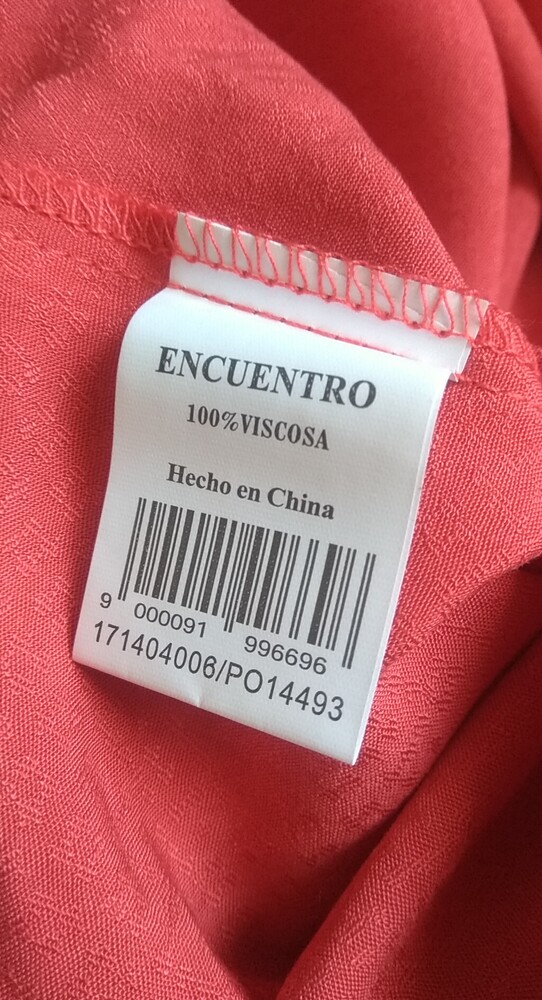 ENCUENTRO
100%VISCOSA
Hecho en China
9 000091 996696
171404006/PO14493